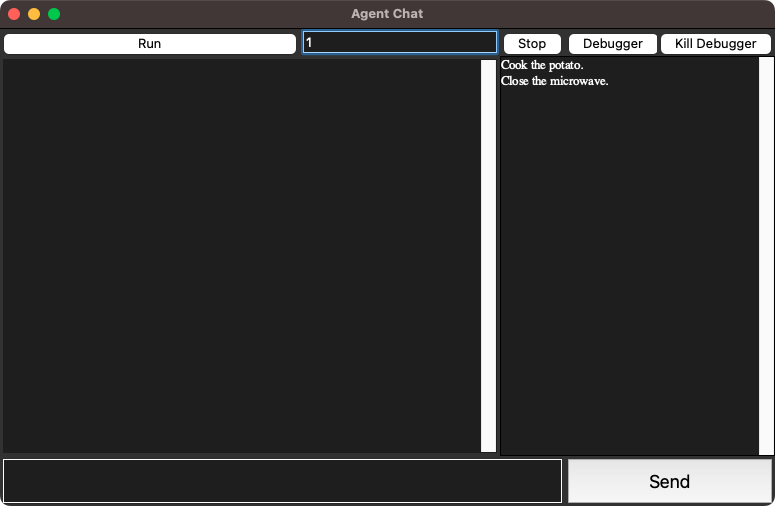 Agent Chat
Run
1
Stop
Debugger
Kill Debugger
Cook the potato.
Close the microwave.
Send